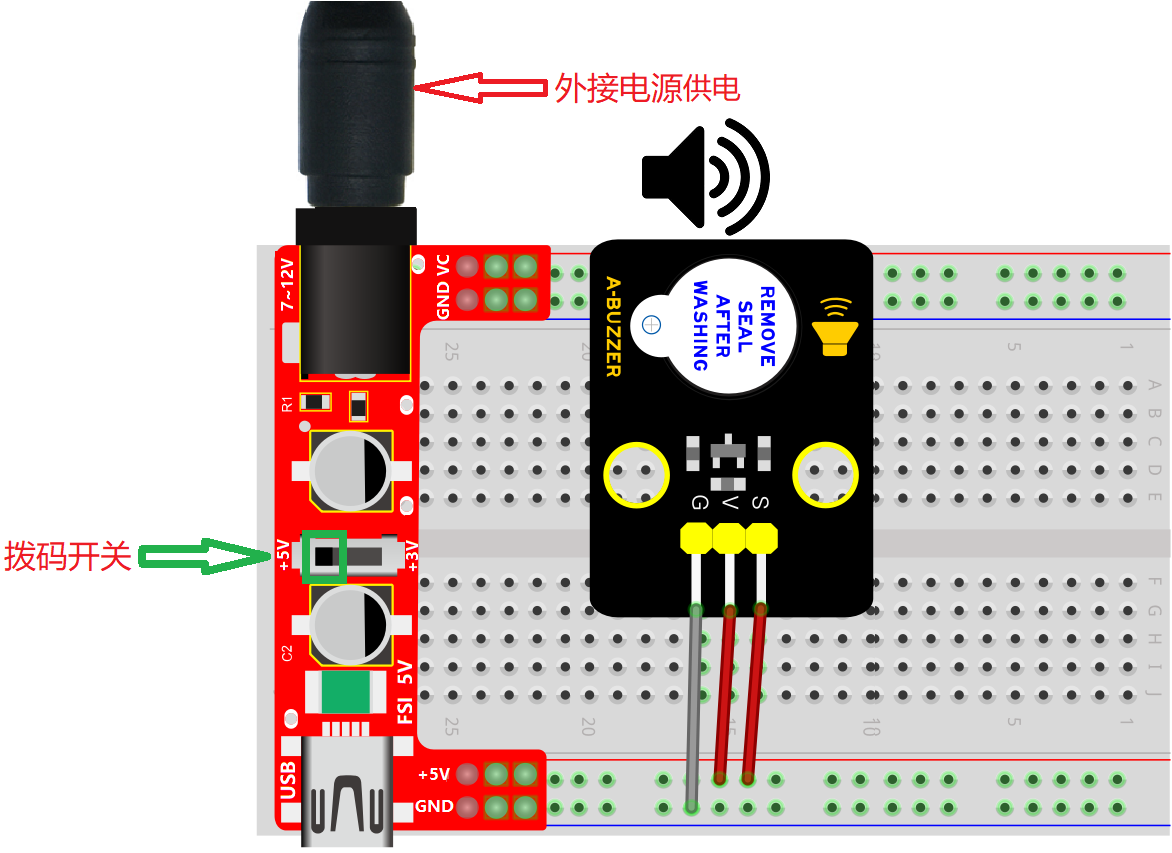 外接电源供电
7~12V
GND VC
A-BUZZER
REMOVE
SEAL
AFTER
WASHING
25
20
10
5
1
R1
A
B
C
D
E
G
V
S
拨码开关
+5V
+3V
F
G
H
I
J
C2
FSI 5V
25
20
15
10
5
1
USB
+5V
GND